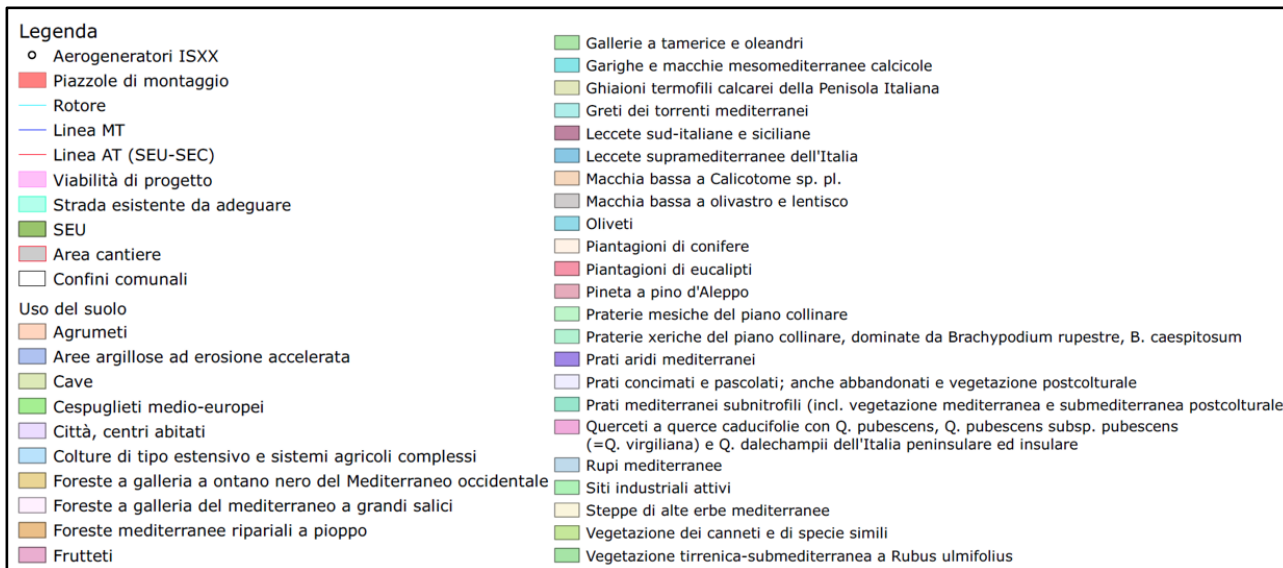 Legenda
Aerogeneratori ISXX
Piazzole di montaggio
Rotore
Linea MT
Linea AT (SEU-SEC)
Viabilità di progetto
Strada esistente da adeguare
SEU
Area cantiere
Confini comunali
Uso del suolo
Agrumeti
Aree argillose ad erosione accelerata
Cave
Cespuglieti medio-europei
Città, centri abitati
Colture di tipo estensivo e sistemi agricoli complessi
Foreste a galleria a ontano nero del Mediterraneo occidentale
Foreste a galleria del mediterraneo a grandi salici
Foreste mediterranee ripariali a pioppo
Frutteti
Gallerie a tamerice e oleandri
Garighe e macchie mesomediterranee calcicole
Ghiaioni termofili calcarei della Penisola Italiana
Greti dei torrenti mediterranei
Leccete sud-italiane e siciliane
Leccete supramediterranee dell'Italia
Macchia bassa a Calicotome sp. pl.
Macchia bassa a olivastro e lentisco
Oliveti
Piantagioni di conifere
Piantagioni di eucalipti
Pineta a pino d'Aleppo
Praterie mesiche del piano collinare
Praterie xeriche del piano collinare, dominate da Brachypodium rupestre, B. caespitosum
Prati aridi mediterranei
Prati concimati e pascolati; anche abbandonati e vegetazione postcolturale
Prati mediterranei subnitrofili (incl. vegetazione mediterranea e submediterranea postcolturale
Querceti a querce caducifolie con Q. pubescens, Q. pubescens subsp. pubescens
(=Q. virgiliana) e Q. dalechampii dell'Italia peninsulare ed insulare
Rupi mediterranee
Siti industriali attivi
Steppe di alte erbe mediterranee
Vegetazione dei canneti e di specie simili
Vegetazione tirrenica-submediterranea a Rubus ulmifolius